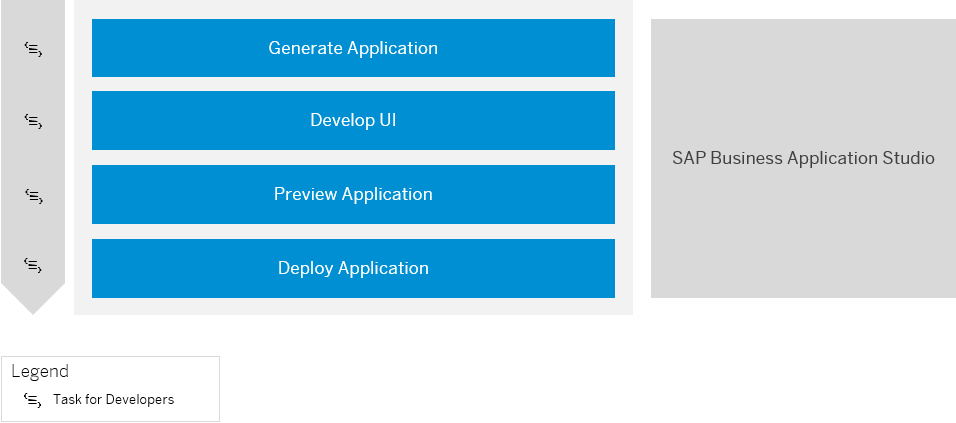 Generate Application
Develop UI
Preview Application
Deploy Application
SAP Business Application Studio
Legend
Task for Developers